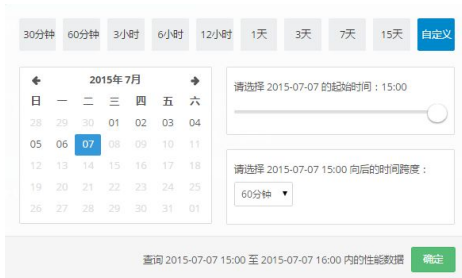 30分钟 60分钟 3小时 6小时 12小时 1天 3天 7天 15天 自定义
2015年 7月
日 一 二 三 四 五 六
28 29 30 01 02 03 04
05 06 07 08 09 10 11
12 13 14 15 16 17 18
19 20 21 22 23 24 25
26 27 28 29 30 31 01
请选择 2015-07-07 的起始时间：15:00
请选择 2015-07-07 15:00 向后的时间跨度：
60分钟
查询 2015-07-07 15:00 至 2015-07-07 16:00 内的性能数据 确定